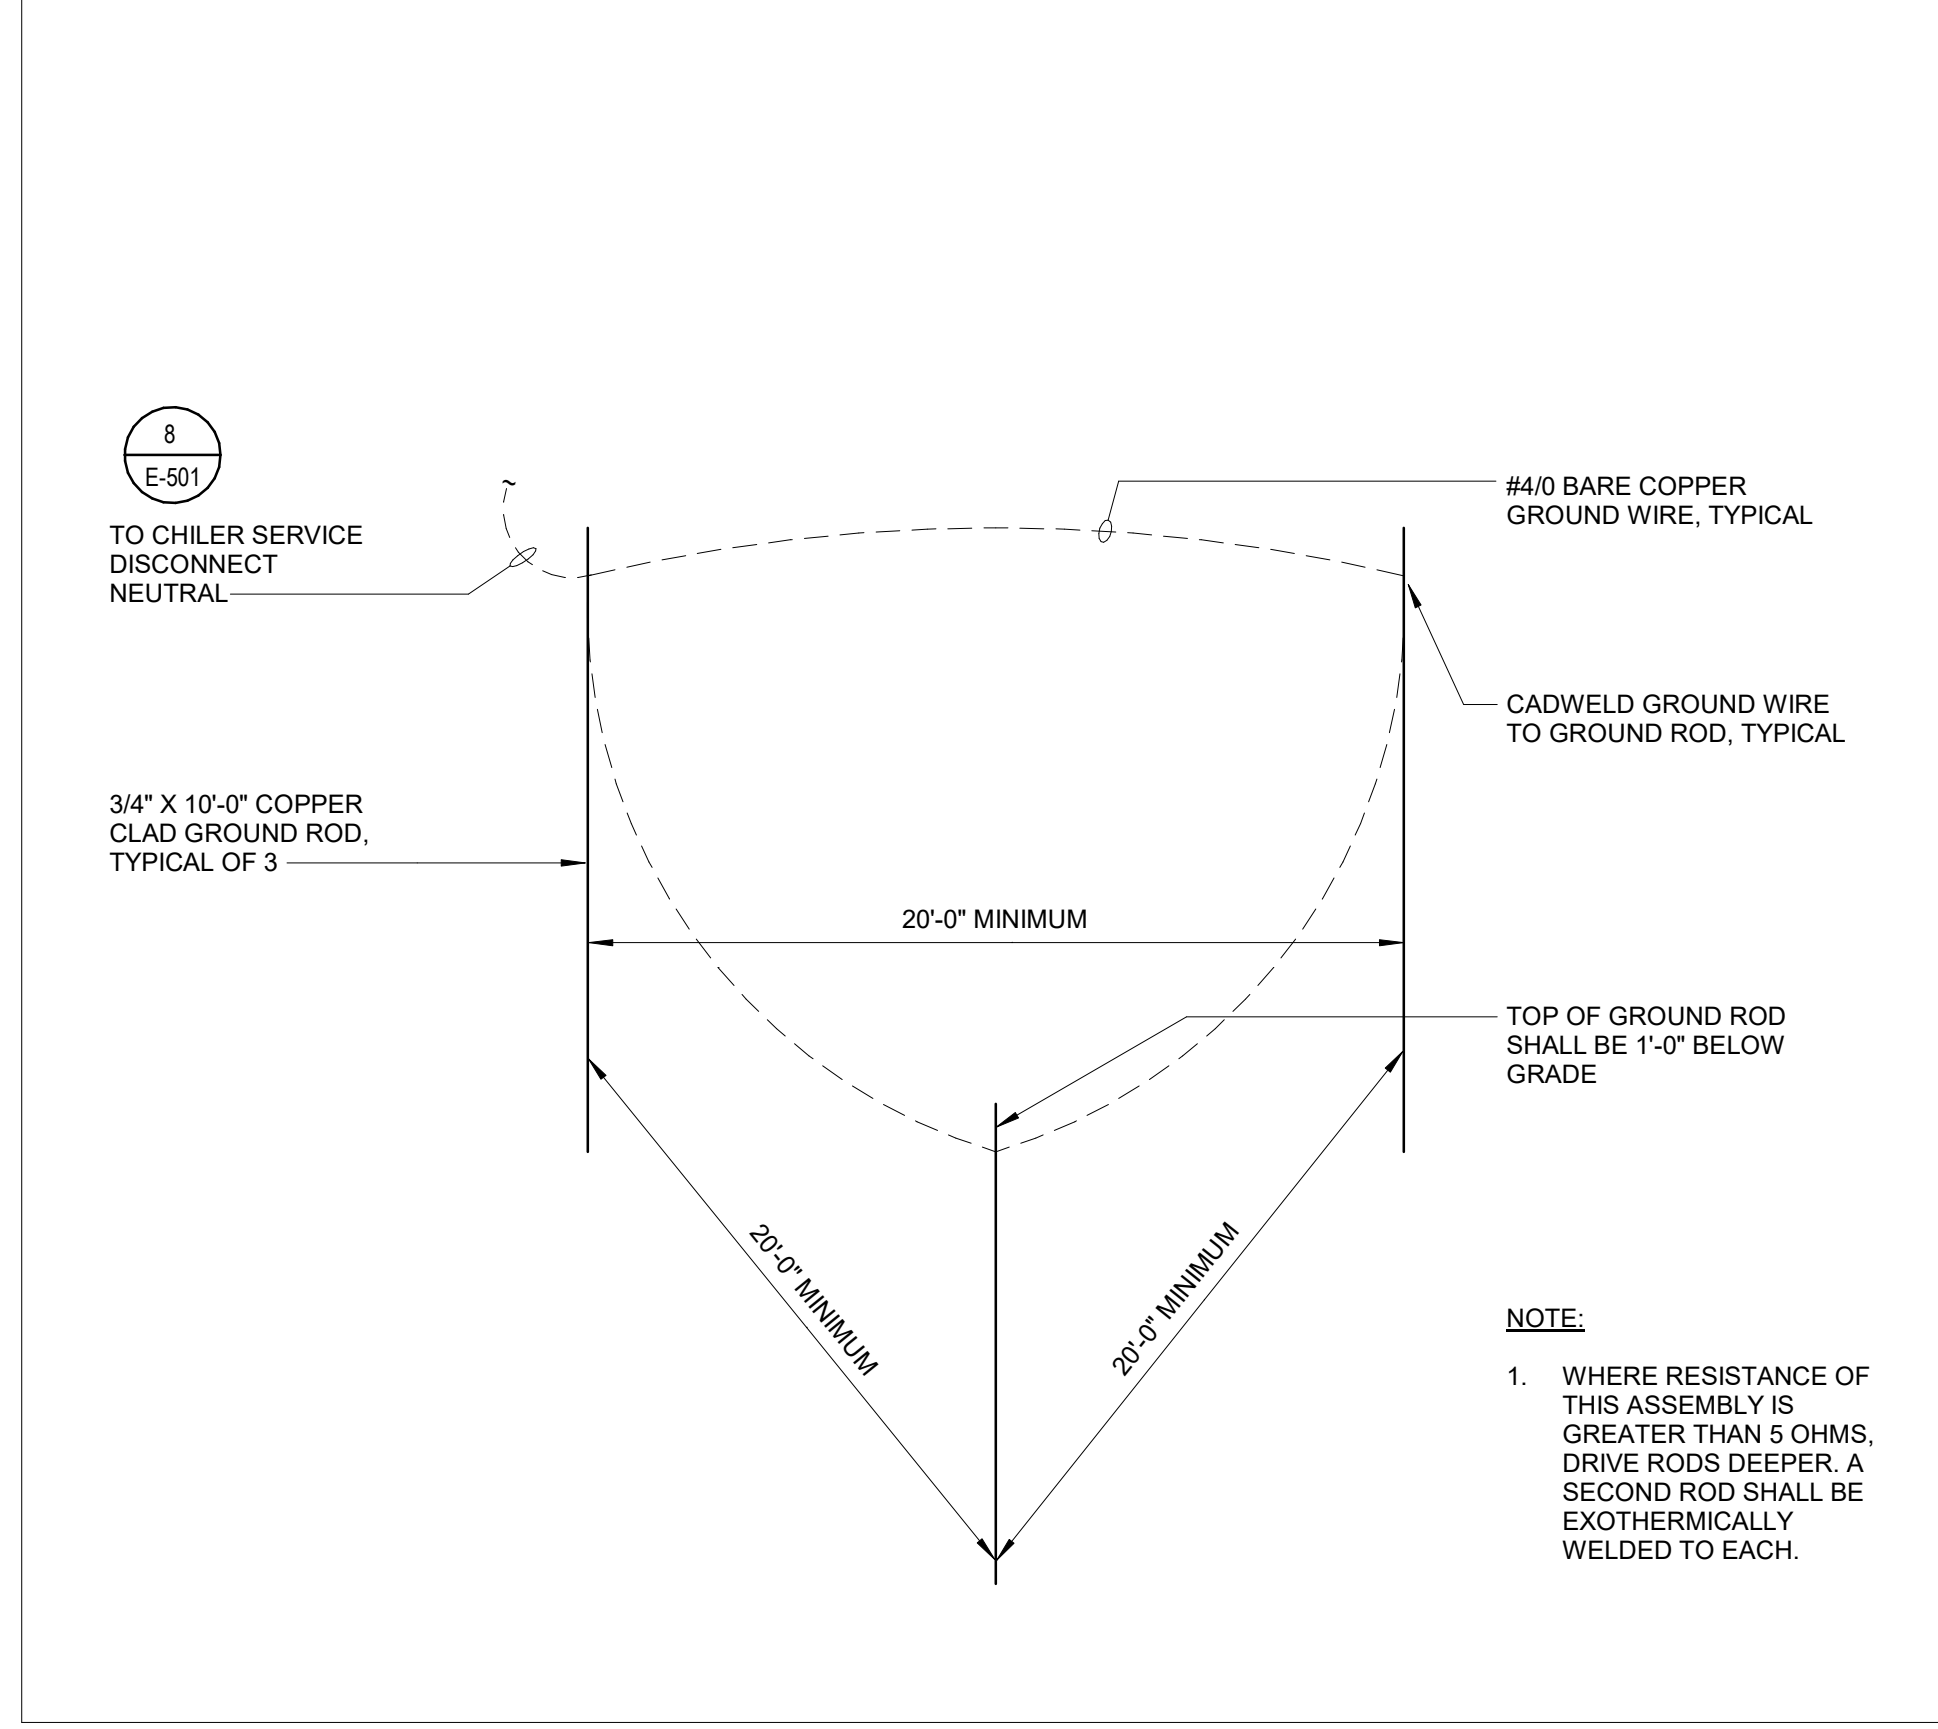 8
E-501
TO CHILER SERVICE
DISCONNECT
NEUTRAL
~
#4/0 BARE COPPER
GROUND WIRE, TYPICAL
CADWELD GROUND WIRE
TO GROUND ROD, TYPICAL
3/4" X 10'-0" COPPER
CLAD GROUND ROD,
TYPICAL OF 3
20'-0" MINIMUM
TOP OF GROUND ROD
SHALL BE 1'-0" BELOW
GRADE
20'-0" MINIMUM
20'-0" MINIMUM
NOTE:
1. WHERE RESISTANCE OF
THIS ASSEMBLY IS
GREATER THAN 5 OHMS,
DRIVE RODS DEEPER. A
SECOND ROD SHALL BE
EXOTHERMICALLY
WELDED TO EACH.